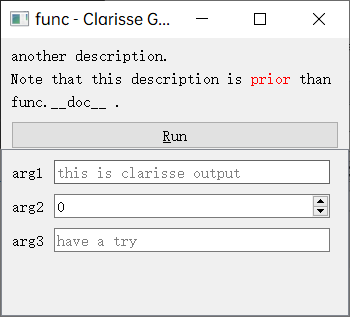 func - Clarisse G...
another description.
Note that this description is prior than
func.__doc__ .
Run
arg1 this is clarisse output
arg2 0
arg3 have a try